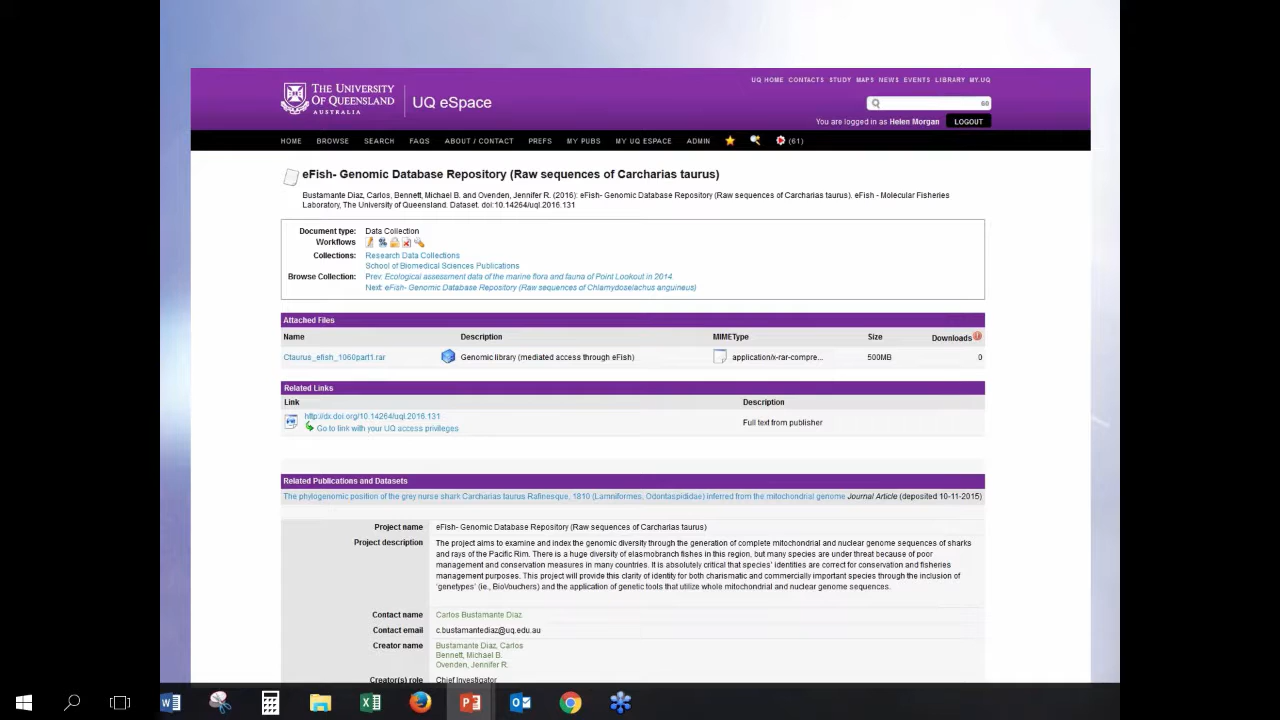 UQ HOME CONTACTS STUDY MAPS NEWS EVENTS LIBRARY MY.UQ
THE UNIVERSITY
OF QUEENSLAND
AUSTRALIA
UQ eSpace
GO
You are logged in as Helen Morgan LOGOUT
HOME BROWSE SEARCH FAQS ABOUT / CONTACT PREFS MY PUBS MY UQ ESPACE ADMIN (61)
eFish- Genomic Database Repository (Raw sequences of Carcharias taurus)
Bustamante Diaz, Carlos, Bennett, Michael B. and Ovenden, Jennifer R. (2016): eFish- Genomic Database Repository (Raw sequences of Carcharias taurus). eFish - Molecular Fisheries
Laboratory, The University of Queensland. Dataset. doi:10.14264/uql.2016.131
Document type: Data Collection
Workflows
Collections: Research Data Collections
School of Biomedical Sciences Publications
Browse Collection: Prev: Ecological assessment data of the marine flora and fauna of Point Lookout in 2014.
Next: eFish- Genomic Database Repository (Raw sequences of Chlamydoselachus anguineus)
Attached Files
Name Description MIMEType Size Downloads
Ctaurus_efish_1060part1.rar Genomic library (mediated access through eFish) application/x-rar-compre... 500MB 0
Related Links
Link Description
http://dx.doi.org/10.14264/uql.2016.131
Full text from publisher
Go to link with your UQ access privileges
Related Publications and Datasets
The phylogenomic position of the grey nurse shark Carcharias taurus Rafinesque, 1810 (Lamniformes, Odontaspididae) inferred from the mitochondrial genome Journal Article (deposited 10-11-2015)
Project name eFish- Genomic Database Repository (Raw sequences of Carcharias taurus)
Project description The project aims to examine and index the genomic diversity through the generation of complete mitochondrial and nuclear genome sequences of sharks
and rays of the Pacific Rim. There is a huge diversity of elasmobranch fishes in this region, but many species are under threat because of poor
management and conservation measures in many countries. It is absolutely critical that species' identities are correct for conservation and fisheries
management purposes. This project will provide this clarity of identity for both charismatic and commercially important species through the inclusion of
'genetypes' (ie., BioVouchers) and the application of genetic tools that utilize whole mitochondrial and nuclear genome sequences.
Contact name Carlos Bustamante Diaz
Contact email c.bustamantediaz@uq.edu.au
Creator name Bustamante Diaz, Carlos
Bennett, Michael B.
Ovenden, Jennifer R.
Creator(s) role Chief Investigator